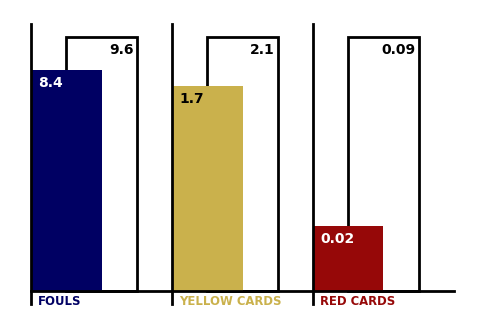 9.6
8.4
FOULS
2.1
1.7
YELLOW CARDS
0.09
0.02
RED CARDS